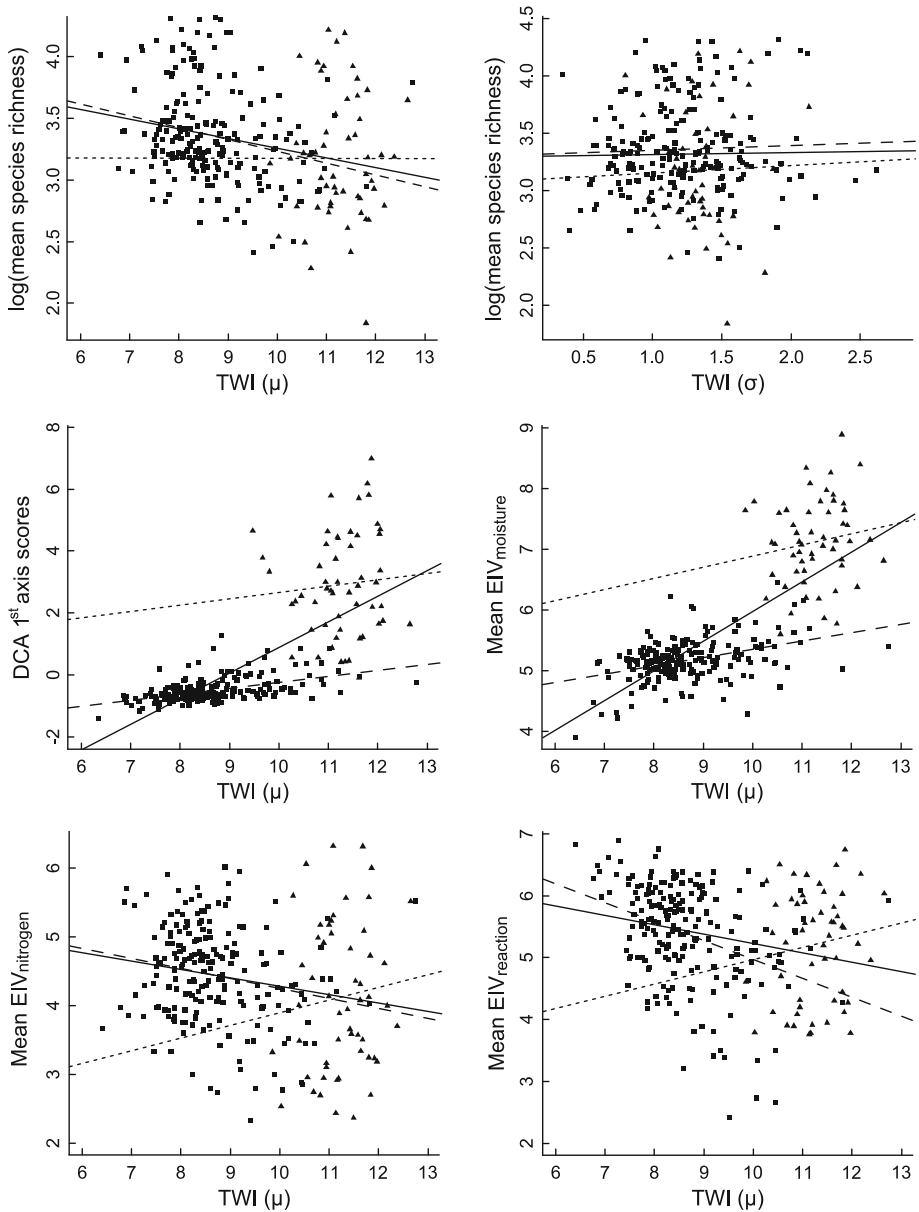 log(mean species richness)
2.0 2.5 3.0 3.5 4.0
6 7 8 9 10 11 12 13
TWI (μ)
log(mean species richness)
2.0 2.5 3.0 3.5 4.0 4.5
0.5 1.0 1.5 2.0 2.5
TWI (σ)
DCA 1st axis scores
-2 0 2 4 6 8
6 7 8 9 10 11 12 13
TWI (μ)
Mean EIVmoisture
4 5 6 7 8 9
6 7 8 9 10 11 12 13
TWI (μ)
Mean EIVnitrogen
2 3 4 5 6
6 7 8 9 10 11 12 13
TWI (μ)
Mean EIVreaction
2 3 4 5 6 7
6 7 8 9 10 11 12 13
TWI (μ)